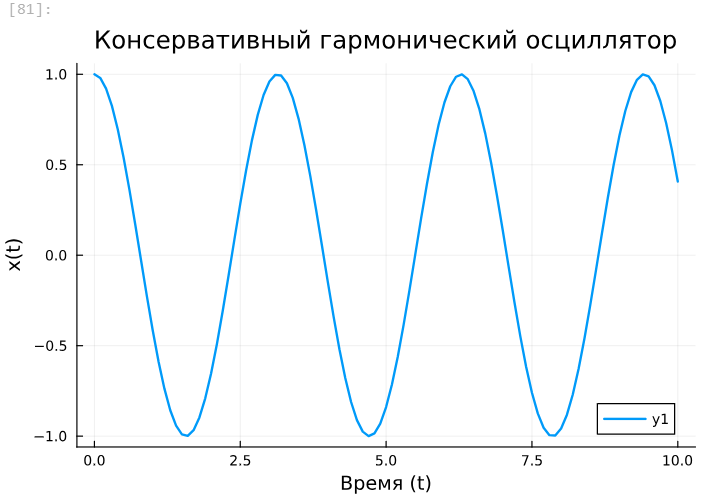 [81]:
Консервативный гармонический осциллятор
1.0
0.5
0.0
−0.5
−1.0
x(t)
y1
0.0 2.5 5.0 7.5 10.0
Время (t)